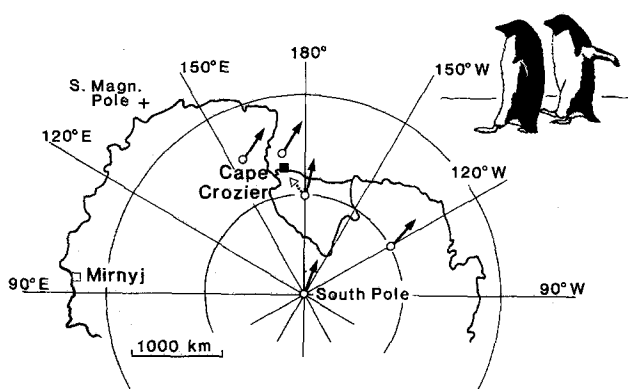 180°
150°E
150°W
S. Magn.
Pole
120°E
120°W
Cape
Crozier
Mirnyj
90°E
South Pole
90°W
1000 km